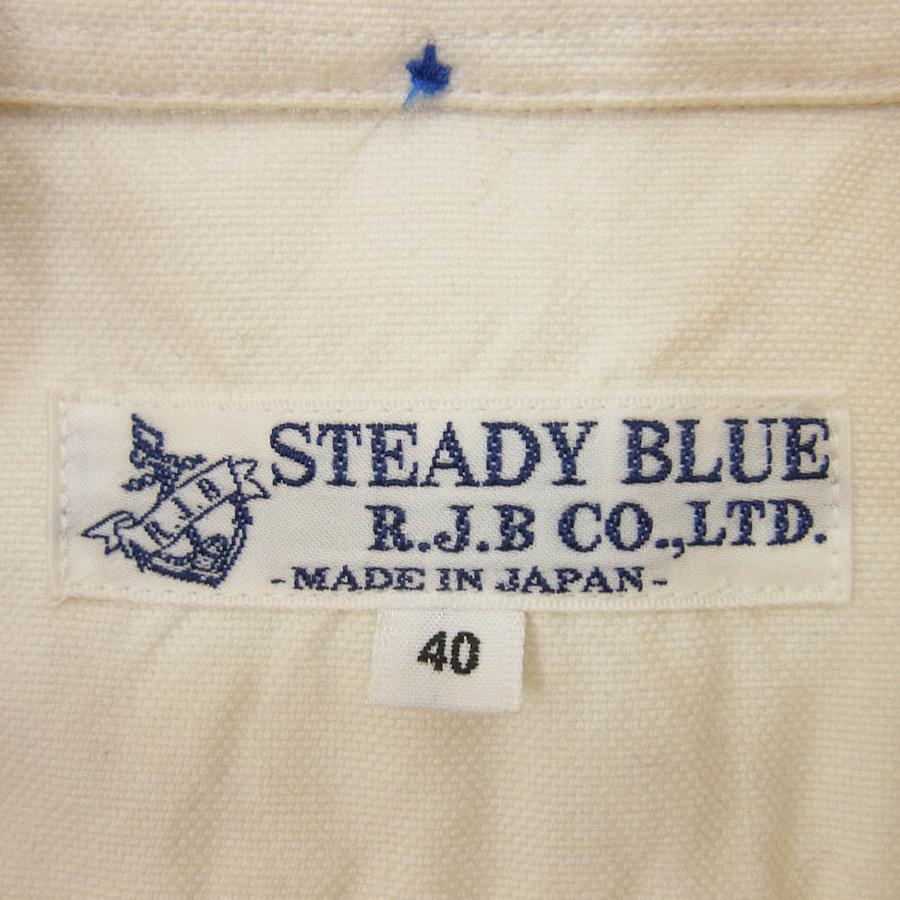 STEADY BLUE
R.J.B
R.J.B CO.,LTD.
-MADE IN JAPAN-
40